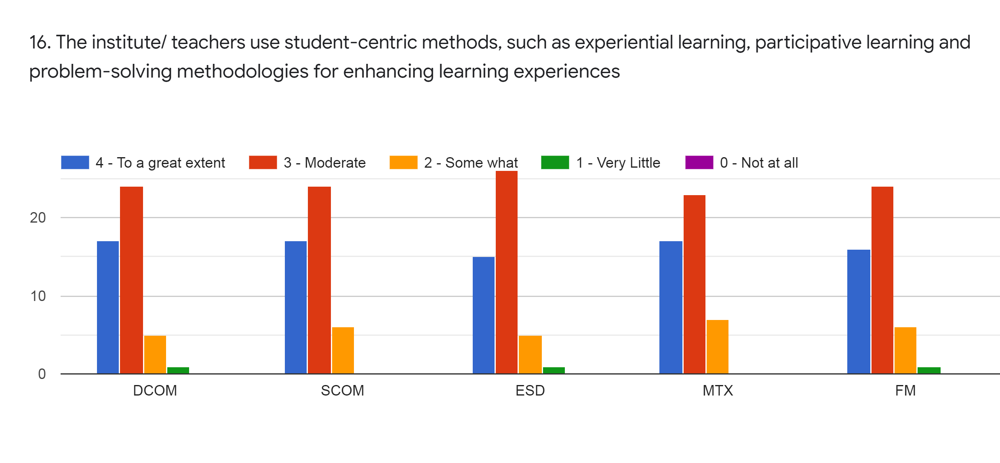 16. The institute/ teachers use student-centric methods, such as experiential learning, participative learning and
problem-solving methodologies for enhancing learning experiences
4 - To a great extent
3 - Moderate
2 - Some what
1 - Very Little
0 - Not at all
20
10
0
DCOM
SCOM
ESD
MTX
FM